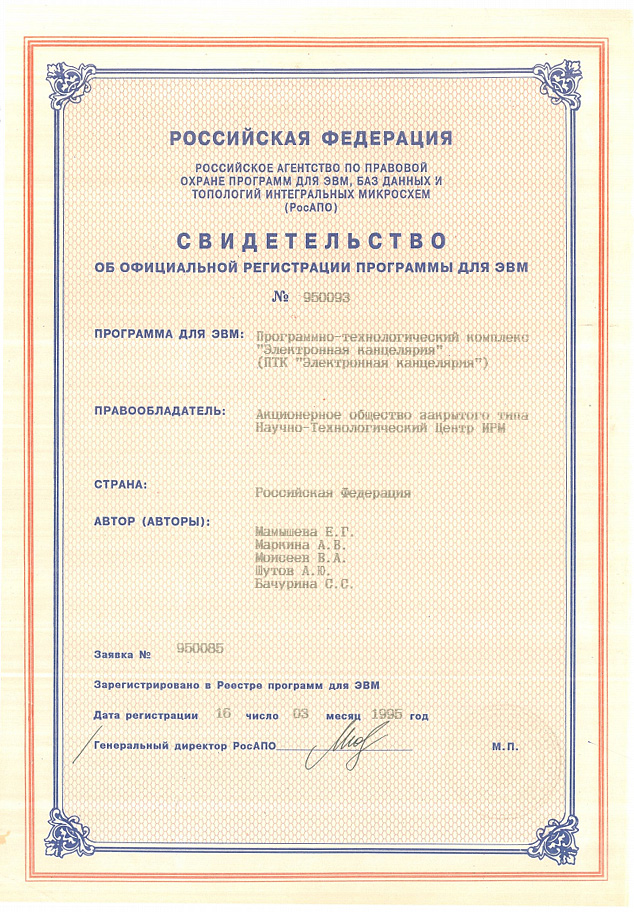 РОССИЙСКАЯ ФЕДЕРАЦИЯ
РОССИЙСКОЕ АГЕНТСТВО ПО ПРАВОВОЙ
ОХРАНЕ ПРОГРАММ ДЛЯ ЭВМ, БАЗ ДАННЫХ И
ТОПОЛОГИЙ ИНТЕГРАЛЬНЫХ МИКРОСХЕМ
(РосАПО)
СВИДЕТЕЛЬСТВО
ОБ ОФИЦИАЛЬНОЙ РЕГИСТРАЦИИ ПРОГРАММЫ ДЛЯ ЭВМ
№ 950093
ПРОГРАММА ДЛЯ ЭВМ: Программно-технологический комплекс
"Электронная канцелярия"
(ПТК "Электронная канцелярия")
ПРАВООБЛАДАТЕЛЬ: Акционерное общество закрытого типа
Научно-Технологический Центр ИРМ
СТРАНА: Российская Федерация
АВТОР (АВТОРЫ): Мамышева Е.Г.
Маркина А.В.
Моисеев В.А.
Шутов А.Ю.
Бачурина С.С.
Заявка № 950085
Зарегистрировано в Реестре программ для ЭВМ
Дата регистрации 16 число 03 месяц 1995 год
Генеральный директор РосАПО М.П.